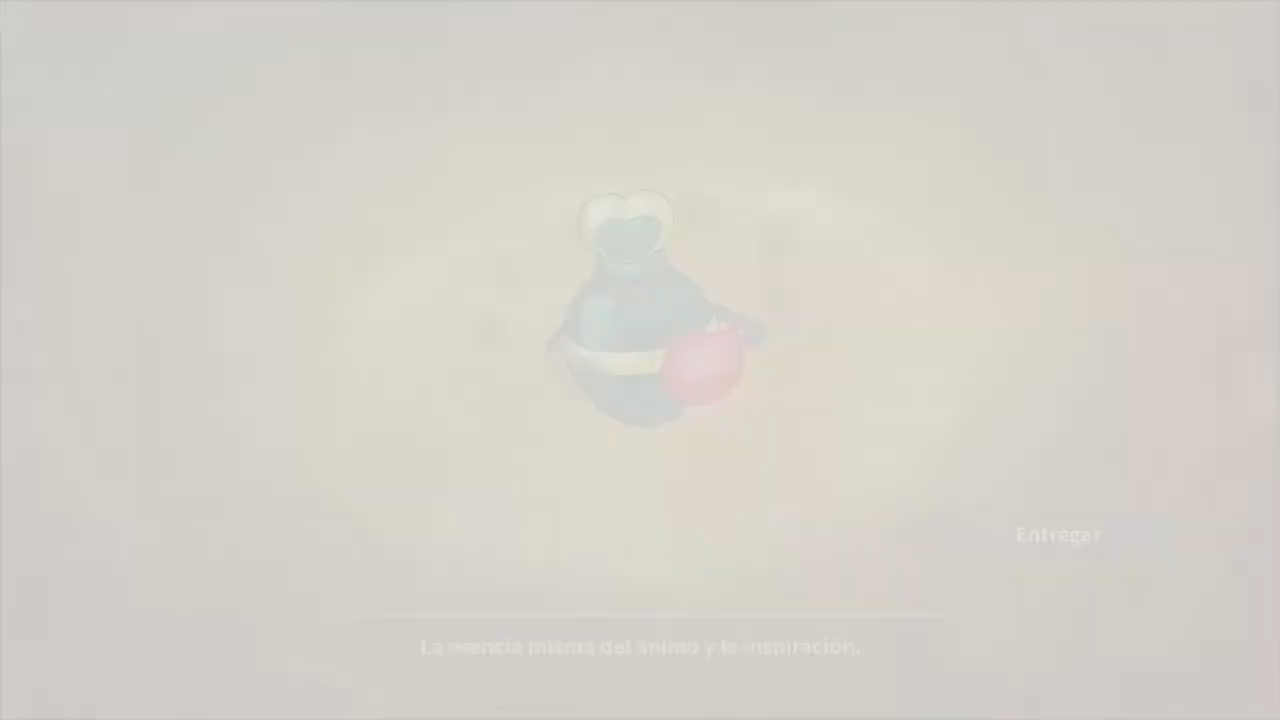 Entregar
La esencia misma del ánimo y la inspiración.